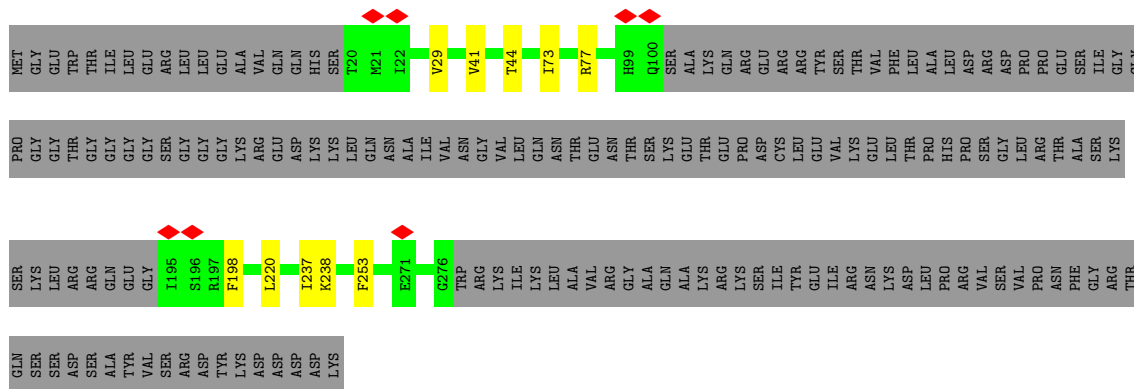 MET GLY GLU TRP THR ILE LEU GLU ARG LEU LEU GLU ALA VAL GLN GLN HIS SER T20 M21 I22 V29 V41 T44 I73 R77 H99 Q100 SER ALA LYS GLN ARG GLU ARG ARG TYR SER THR VAL PHE LEU ALA LEU ASP ARG ASP PRO PRO GLU SER ILE GLY GLY
PRO GLY GLY THR GLY GLY GLY GLY SER GLY GLY GLY LYS ARG GLU ASP LYS LYS LEU GLN ASN ALA ILE VAL ASN GLY VAL LEU GLN ASN THR GLU ASN THR SER LYS GLU THR GLU PRO ASP CYS LEU GLU VAL LYS GLU LEU THR PRO HIS PRO SER GLY LEU ARG THR ALA SER LYS
SER LYS LEU ARG ARG GLN GLU GLY I195 S196 R197 F198 L220 I237 K238 F253 E271 G276 TRP ARG LYS ILE LYS LEU ALA VAL ARG GLY ALA GLN ALA LYS ARG LYS SER ILE TYR GLU ILE ARG ASN LYS ASP LEU PRO ARG VAL SER VAL PRO ASN PHE GLY ARG THR
GLN SER SER ASP SER ALA TYR VAL SER ARG ASP TYR LYS ASP ASP ASP ASP LYS